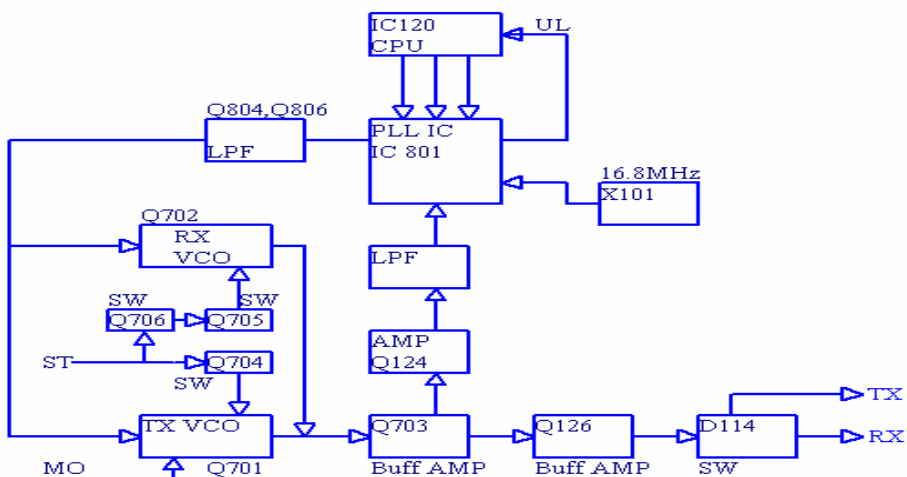 IC120
CPU
UL
Q804,Q806
LPF
PLL IC
IC 801
16.8MHz
X101
Q702
RX
VCO
LPF
SW
SW
Q706
Q705
AMP
Q124
ST
Q704
SW
TX
TX VCO
Q703
Q126
D114
RX
MO
Q701
Buff AMP
Buff AMP
SW